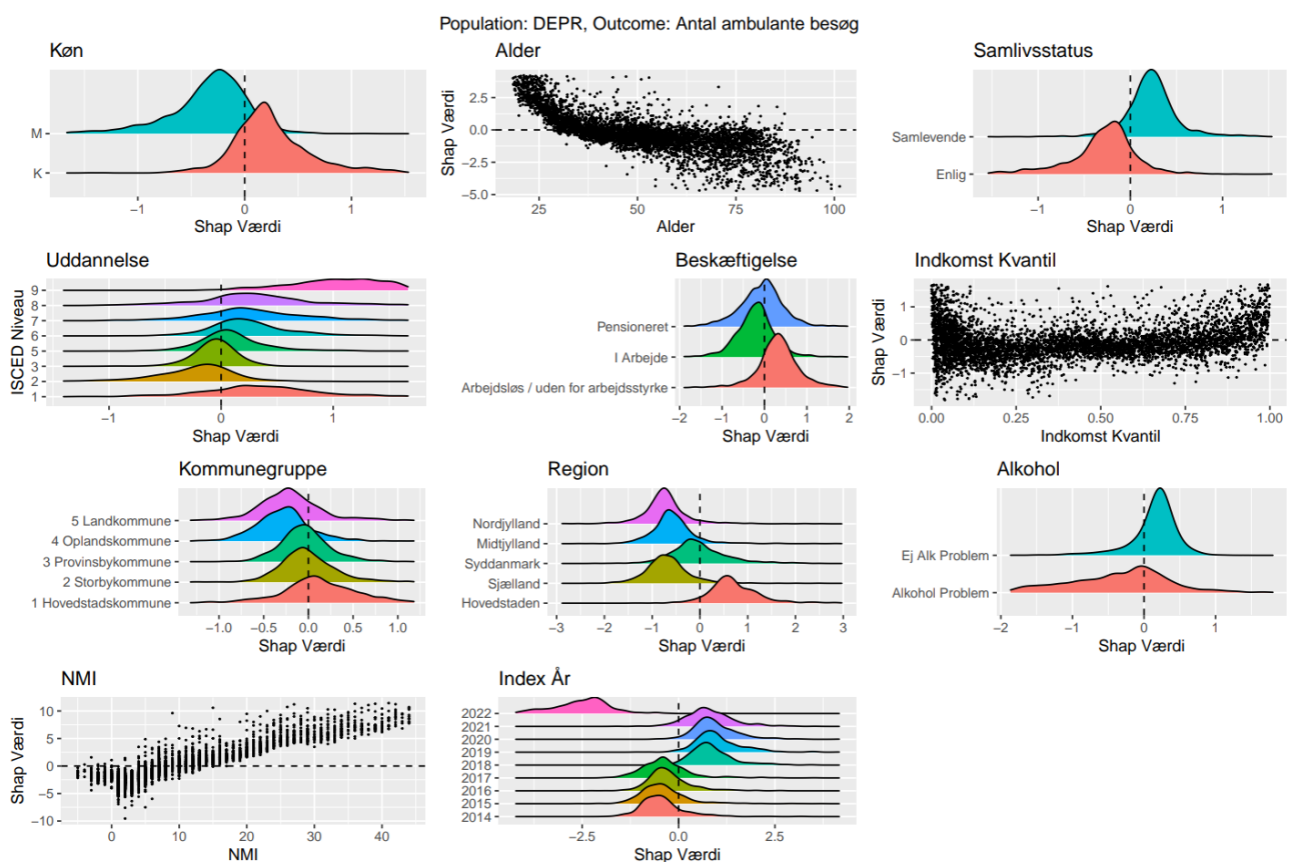 Population: DEPR, Outcome: Antal ambulante besøg
Køn
M
K
−1
0
1
Shap Værdi
Alder
Shap Værdi
2.5
0.0
−2.5
−5.0
25
50
75
100
Alder
Samlivsstatus
Samlevende
Enlig
−1
0
1
Shap Værdi
Uddannelse
ISCED Niveau
9
8
7
6
5
3
2
1
−1
0
1
Shap Værdi
Beskæftigelse
Pensioneret
I Arbejde
Arbejdsløs / uden for arbejdsstyrke
−2
−1
0
1
2
Shap Værdi
Indkomst Kvantil
Shap Værdi
1
0
−1
0.00
0.25
0.50
0.75
1.00
Indkomst Kvantil
Kommunegruppe
5 Landkommune
4 Oplandskommune
3 Provinsbykommune
2 Storbykommune
1 Hovedstadskommune
−1.0
−0.5
0.0
0.5
1.0
Shap Værdi
Region
Nordjylland
Midtjylland
Syddanmark
Sjælland
Hovedstaden
−3
−2
−1
0
1
2
3
Shap Værdi
Alkohol
Ej Alk Problem
Alkohol Problem
−2
−1
0
1
Shap Værdi
NMI
Shap Værdi
10
5
0
−5
−10
0
10
20
30
40
NMI
Index År
2022
2021
2020
2019
2018
2017
2016
2015
2014
−2.5
0.0
2.5
Shap Værdi